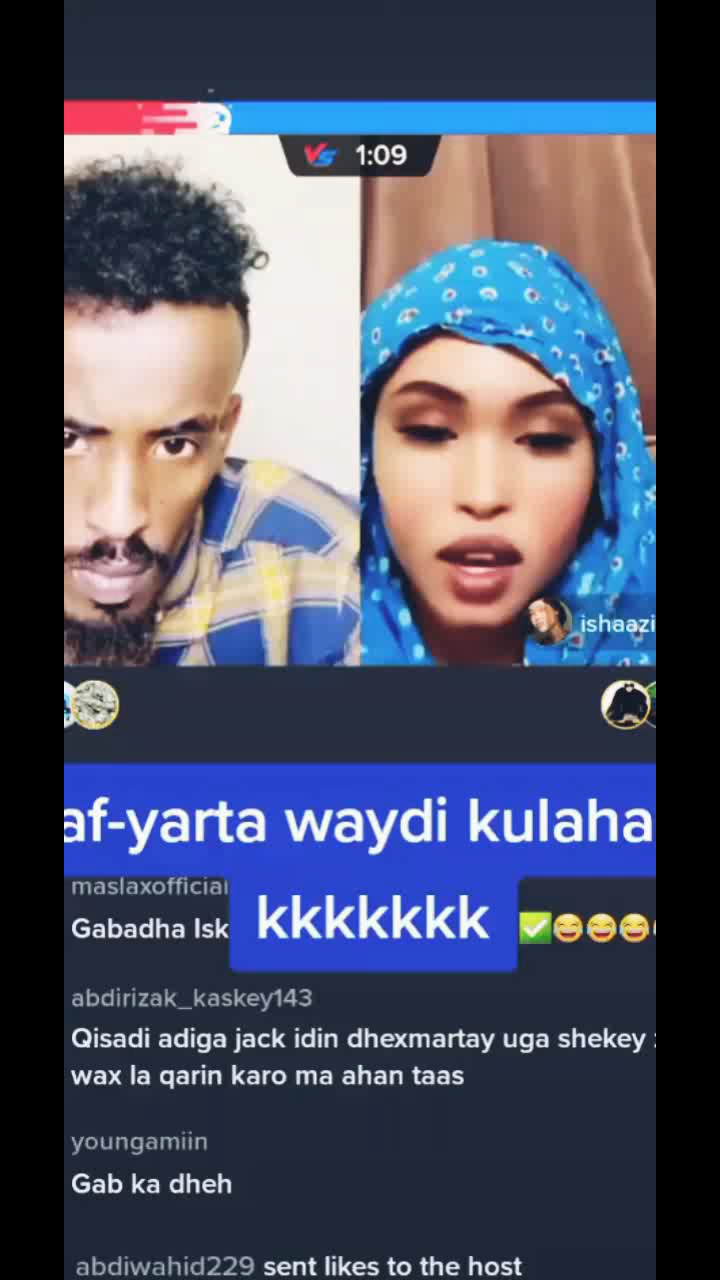 VS 1:09
ishaazi
af-yarta waydi kulaha
kkkkkkk
maslaxofficial
Gabadha Isk ✅😂😂😂
abdirizak_kaskey143
Qisadi adiga jack idin dhexmartay uga shekey :
wax la qarin karo ma ahan taas
youngamiin
Gab ka dheh
abdiwahid229 sent likes to the host